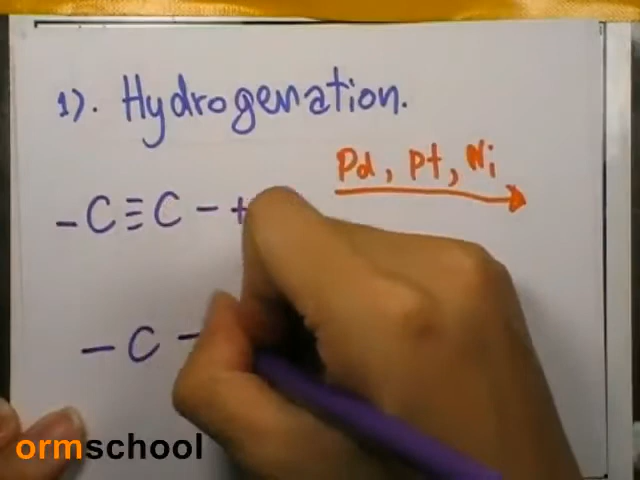 1). Hydrogenation.
Pd, Pt, Ni
-C≡C-+
-C-
ormschool